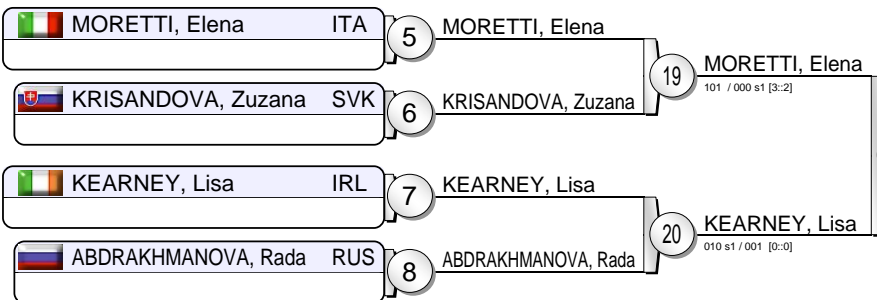 MORETTI, Elena ITA
5
MORETTI, Elena
19
MORETTI, Elena
101 / 000 s1 [3::2]
KRISANDOVA, Zuzana SVK
6
KRISANDOVA, Zuzana
KEARNEY, Lisa IRL
7
KEARNEY, Lisa
20
KEARNEY, Lisa
010 s1 / 001 [0::0]
ABDRAKHMANOVA, Rada RUS
8
ABDRAKHMANOVA, Rada